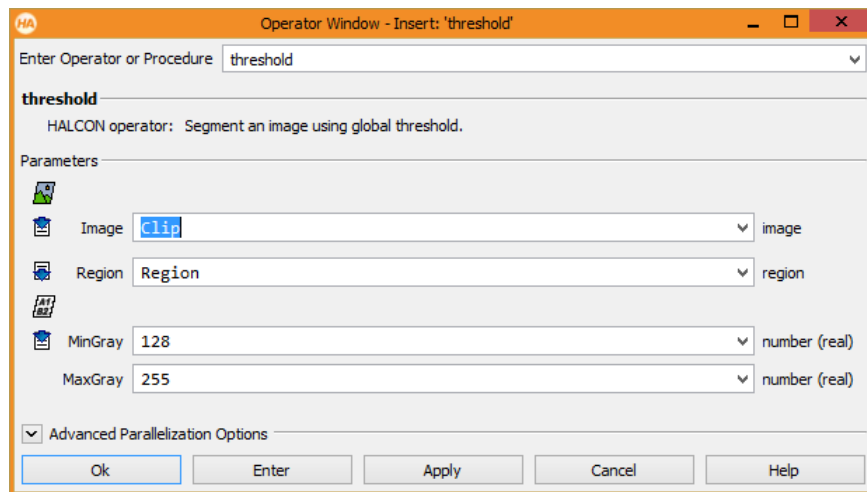 HA Operator Window - Insert: 'threshold'
Enter Operator or Procedure threshold
threshold
HALCON operator: Segment an image using global threshold.
Parameters
Image Clip image
Region Region region
A1
B2
MinGray 128 number (real)
MaxGray 255 number (real)
Advanced Parallelization Options
Ok Enter Apply Cancel Help